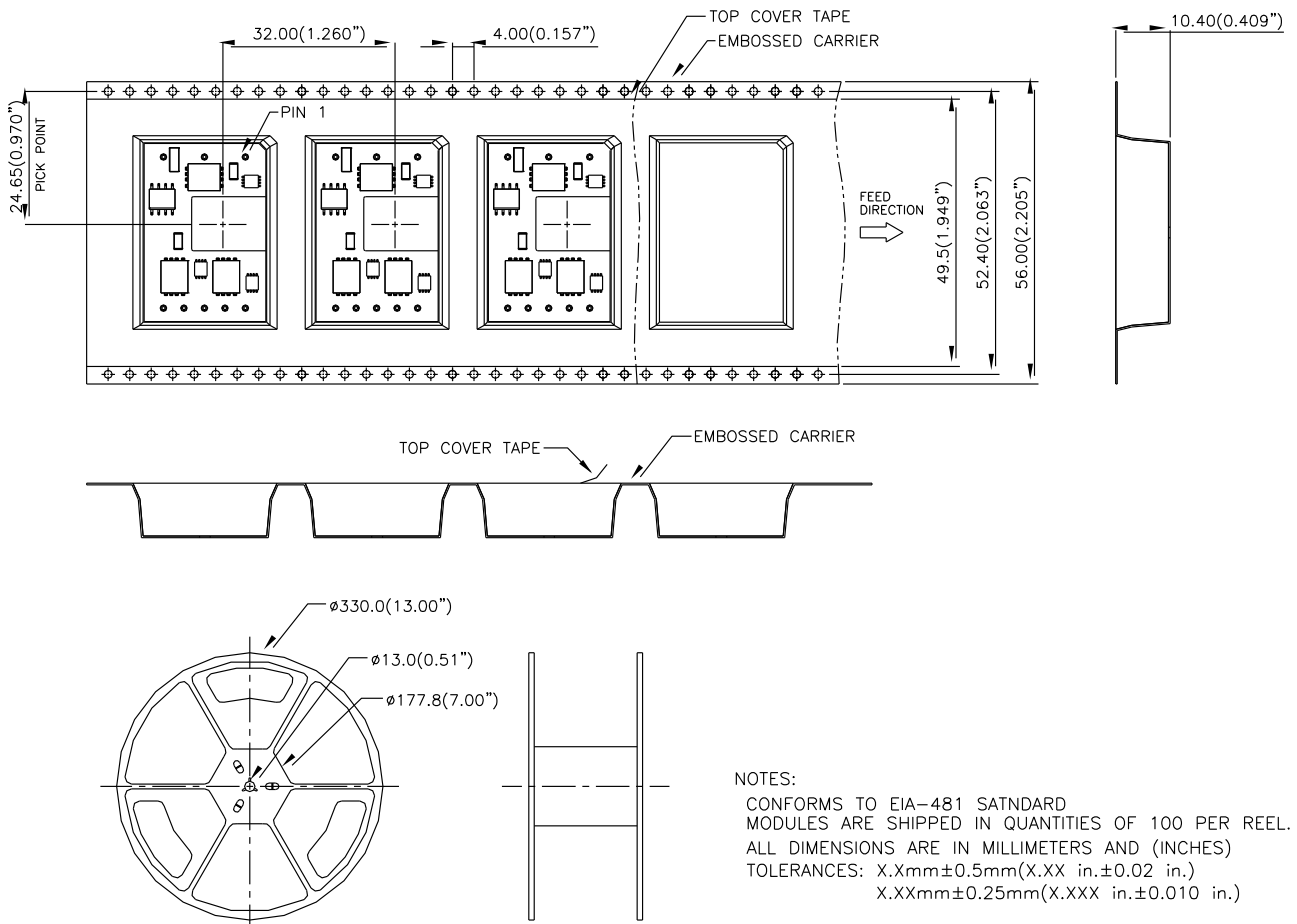 TOP COVER TAPE
EMBOSSED CARRIER
32.00(1.260”)
4.00(0.157”)
10.40(0.409”)
PIN 1
24.65(0.970”)
PICK POINT
FEED
DIRECTION
49.5(1.949”)
52.40(2.063”)
56.00(2.205”)
TOP COVER TAPE
EMBOSSED CARRIER
ø330.0(13.00”)
ø13.0(0.51”)
ø177.8(7.00”)
NOTES:
CONFORMS TO EIA-481 SATNDARD
MODULES ARE SHIPPED IN QUANTITIES OF 100 PER REEL.
ALL DIMENSIONS ARE IN MILLIMETERS AND (INCHES)
TOLERANCES: X.Xmm±0.5mm(X.XX in.±0.02 in.)
X.XXmm±0.25mm(X.XXX in.±0.010 in.)